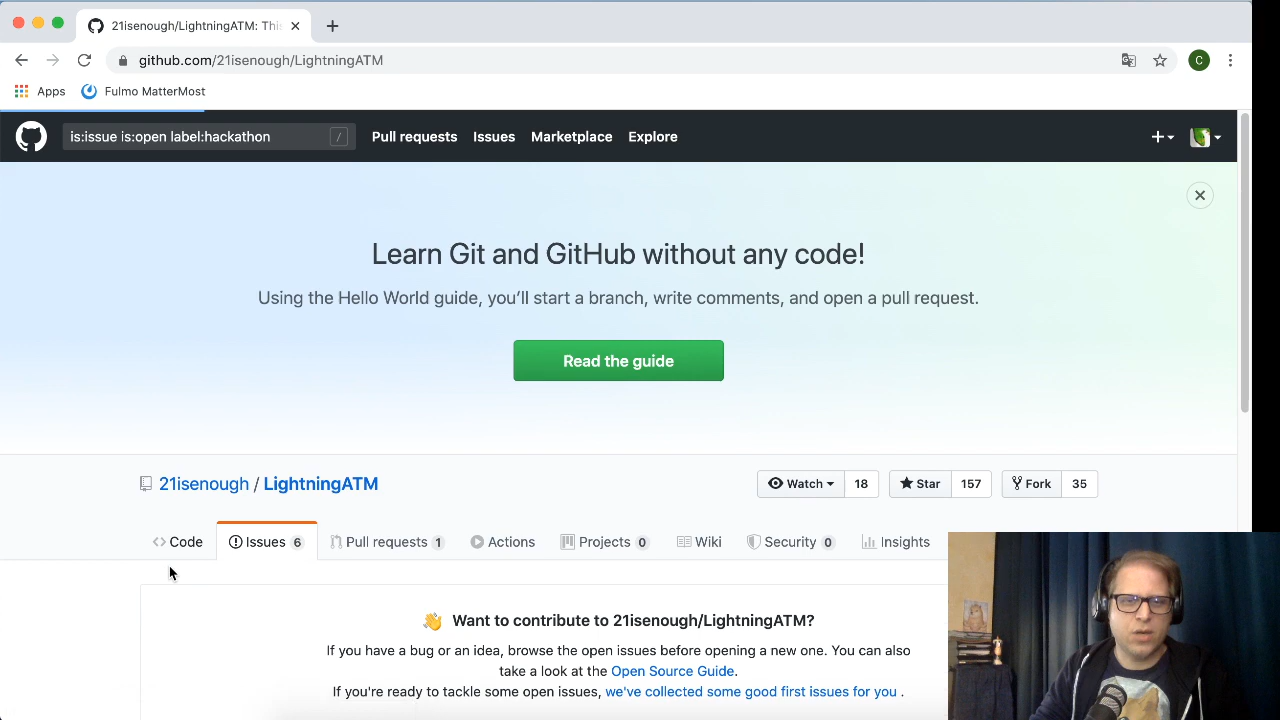 21isenough/LightningATM: Thi
github.com/21isenough/LightningATM
Apps
Fulmo MatterMost
is:issue is:open label:hackathon
/
Pull requests
Issues
Marketplace
Explore
C
Learn Git and GitHub without any code!
Using the Hello World guide, you’ll start a branch, write comments, and open a pull request.
Read the guide
21isenough / LightningATM
Watch
18
Star
157
Fork
35
Code
Issues 6
Pull requests 1
Actions
Projects 0
Wiki
Security 0
Insights
Want to contribute to 21isenough/LightningATM?
If you have a bug or an idea, browse the open issues before opening a new one. You can also
take a look at the Open Source Guide.
If you're ready to tackle some open issues, we've collected some good first issues for you .